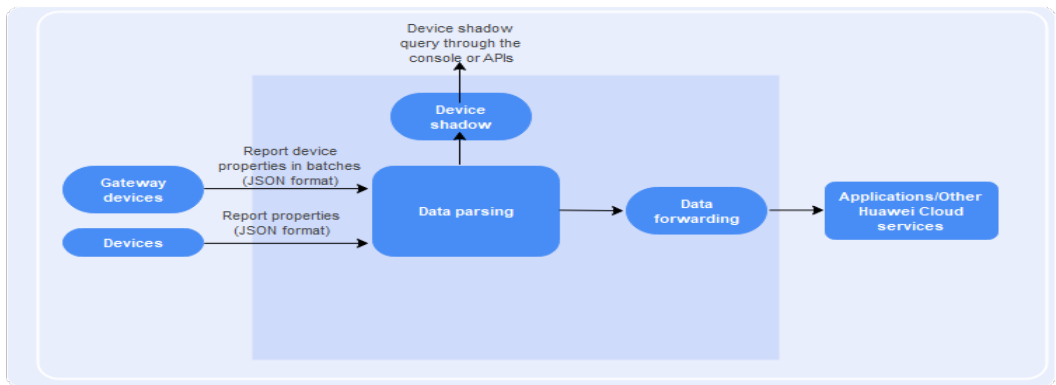 Device shadow
query through the
console or APIs
Device
shadow
Report device
properties in batches
(JSON format)
Gateway
devices
Report properties
(JSON format)
Devices
Data parsing
Data
forwarding
Applications/Other
Huawei Cloud
services